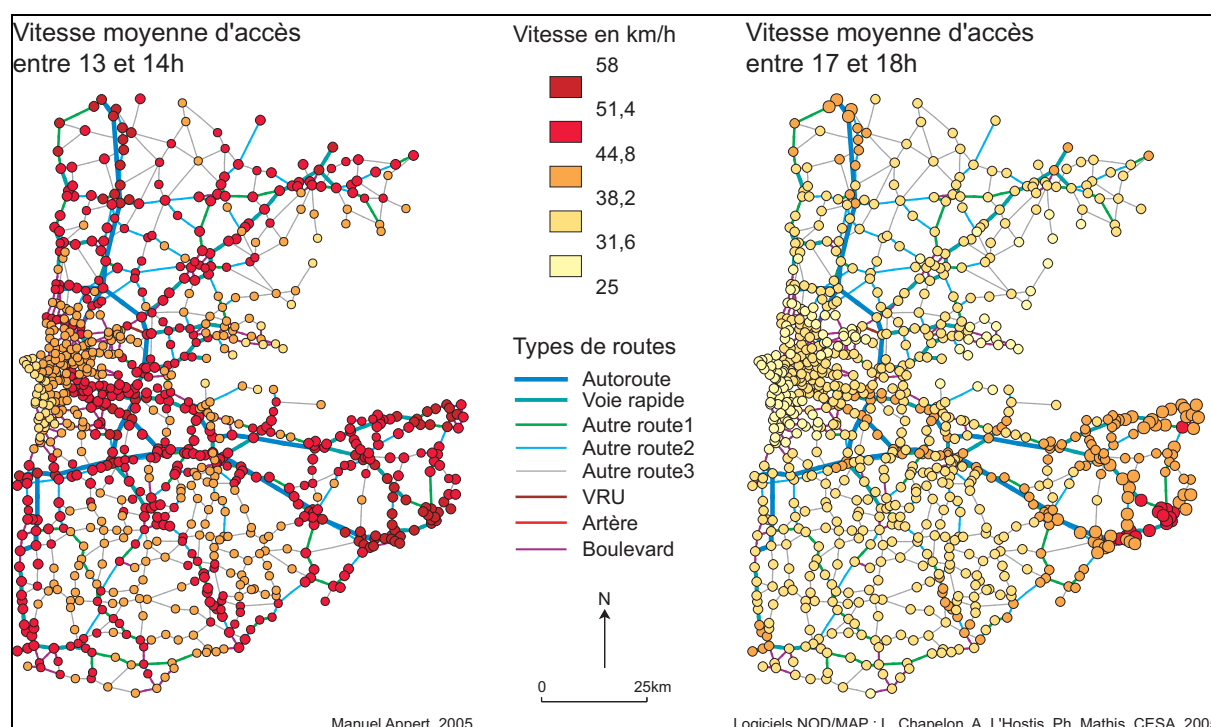 Vitesse moyenne d'accès
entre 13 et 14h
Vitesse en km/h
58
51,4
44,8
38,2
31,6
25
Types de routes
Autoroute
Voie rapide
Autre route1
Autre route2
Autre route3
VRU
Artère
Boulevard
N
0 25km
Vitesse moyenne d'accès
entre 17 et 18h
Manuel Appert, 2005
Logiciels NOD/MAP : L. Chapelon, A. L'Hostis, Ph. Mathis, CESA,